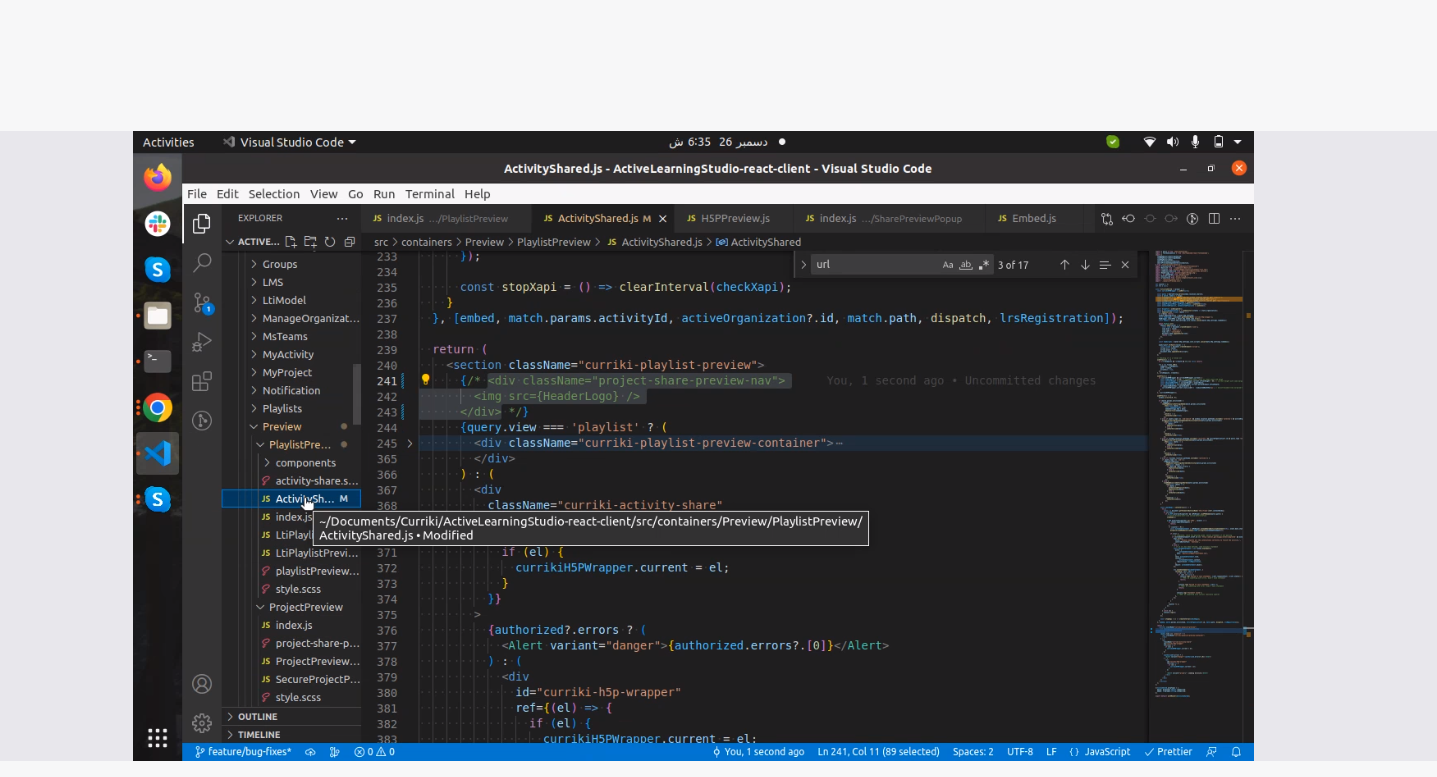 Activities
Visual Studio Code
دسمبر 26 6:35 ش
ActivityShared.js - ActiveLearningStudio-react-client - Visual Studio Code
File Edit Selection View Go Run Terminal Help
EXPLORER ...
JS index.js .../PlaylistPreview
JS ActivityShared.js M
JS H5PPreview.js
JS index.js .../SharePreviewPopup
JS Embed.js
ACTIVE...
src > containers > Preview > PlaylistPreview > JS ActivityShared.js > ActivityShared
url
Aa ab .* 3 of 17
Groups
LMS
LtiModel
ManageOrganizat...
MsTeams
MyActivity
MyProject
Notification
Playlists
Preview
PlaylistPre...
components
activity-share.s...
JS ActivitySh... M
JS index.js
JS LtiPlayl
JS LtiPlaylistPrevi...
playlistPreview...
style.scss
ProjectPreview
JS index.js
project-share-p...
JS ProjectPreview...
JS SecureProjectP...
style.scss
OUTLINE
TIMELINE
233 });
234
235 const stopXapi = () => clearInterval(checkXapi);
236 }
237 }, [embed, match.params.activityId, activeOrganization?.id, match.path, dispatch, lrsRegistration]);
238
239 return (
240 <section className="curriki-playlist-preview">
241 {/* <div className="project-share-preview-nav"> You, 1 second ago • Uncommitted changes
242 <img src={HeaderLogo} />
243 </div> */}
244 {query.view === 'playlist' ? (
245 <div className="curriki-playlist-preview-container">⋯
365 </div>
366 ) : (
367 <div
368 className="curriki-activity-share"
~/Documents/Curriki/ActiveLearningStudio-react-client/src/containers/Preview/PlaylistPreview/
ActivityShared.js • Modified
371 if (el) {
372 currikiH5PWrapper.current = el;
373 }
374 }}
375 >
376 {authorized?.errors ? (
377 <Alert variant="danger">{authorized.errors?.[0]}</Alert>
378 ) : (
379 <div
380 id="curriki-h5p-wrapper"
381 ref={(el) => {
382 if (el) {
383 currikiH5PWrapper.current = el;
feature/bug-fixes*
0 0
You, 1 second ago Ln 241, Col 11 (89 selected) Spaces: 2 UTF-8 LF {} JavaScript Prettier